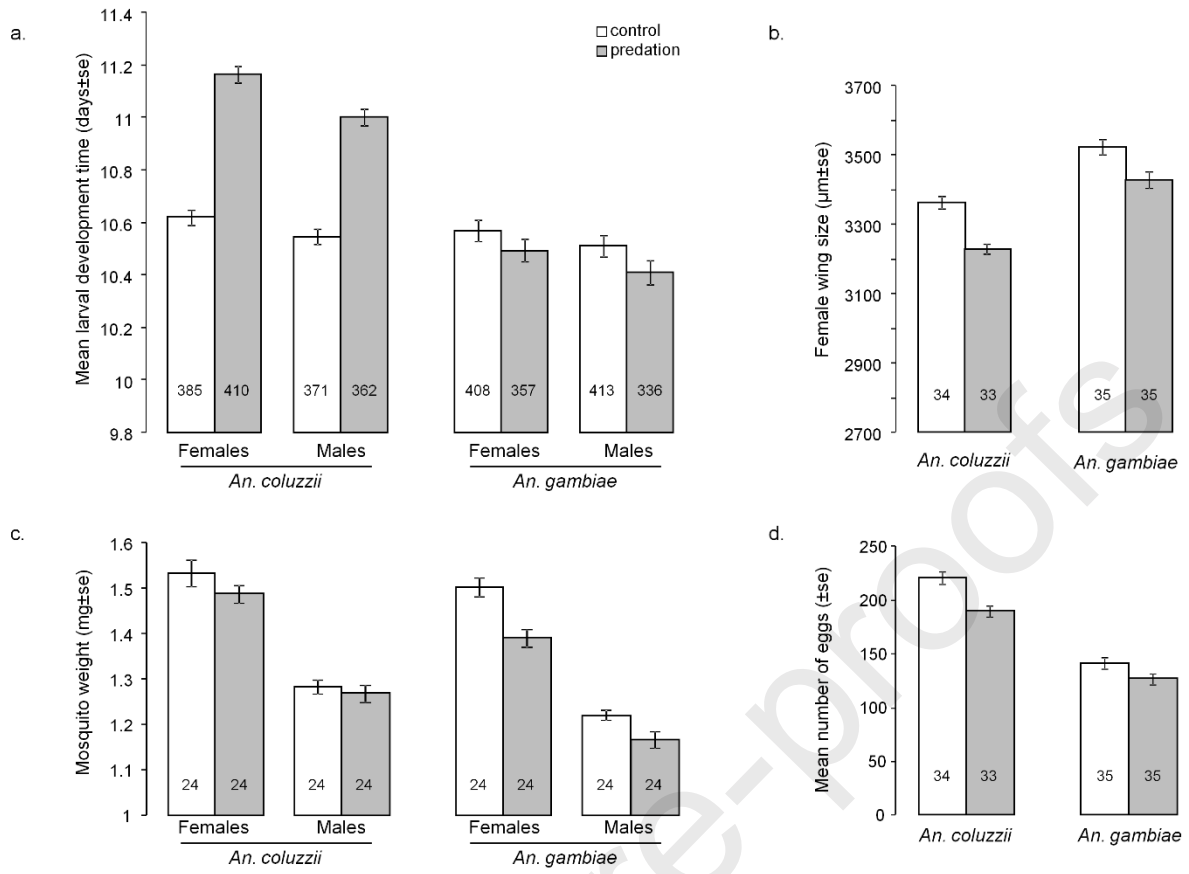 a.
Mean larval development time (days±se)
11.4
11.2
11
10.8
10.6
10.4
10.2
10
9.8
control
predation
385
410
371
362
408
357
413
336
Females
Males
Females
Males
An. coluzzii
An. gambiae
b.
Female wing size (µm±se)
3700
3500
3300
3100
2900
2700
34
33
35
35
An. coluzzii
An. gambiae
c.
Mosquito weight (mg±se)
1.6
1.5
1.4
1.3
1.2
1.1
1
24
24
24
24
24
24
24
24
Females
Males
Females
Males
An. coluzzii
An. gambiae
d.
Mean number of eggs (±se)
250
200
150
100
50
0
34
33
35
35
An. coluzzii
An. gambiae
re-proofs